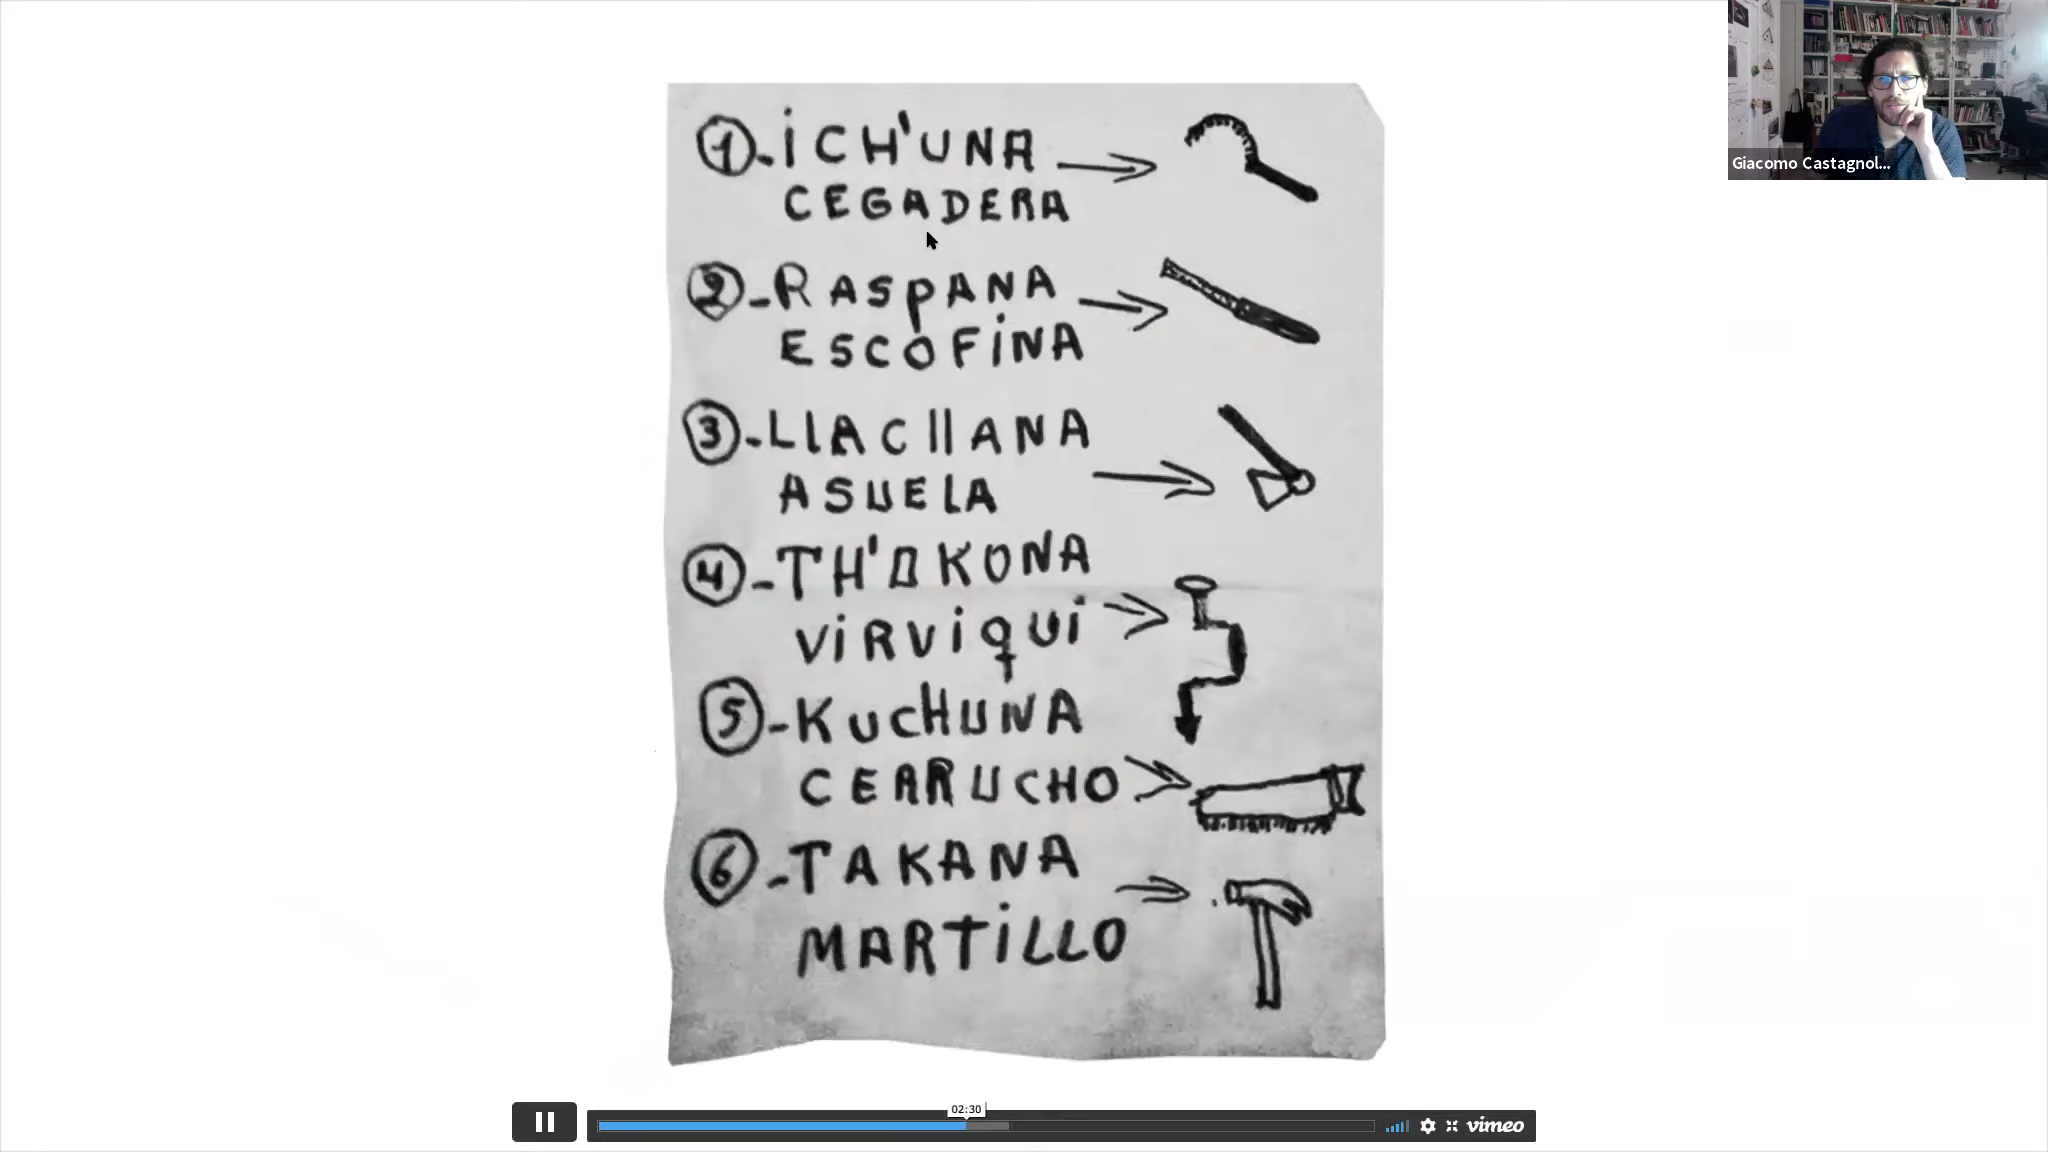 Giacomo Castagnol...
1-ICH'UNA
CEGADERA
2-RASPANA
ESCOFINA
3-LLACLLANA
ASUELA
4-TH'OKONA
VIRVIQUI
5-KUCHUNA
CERRUCHO
6-TAKANA
MARTILLO
02:30
vimeo